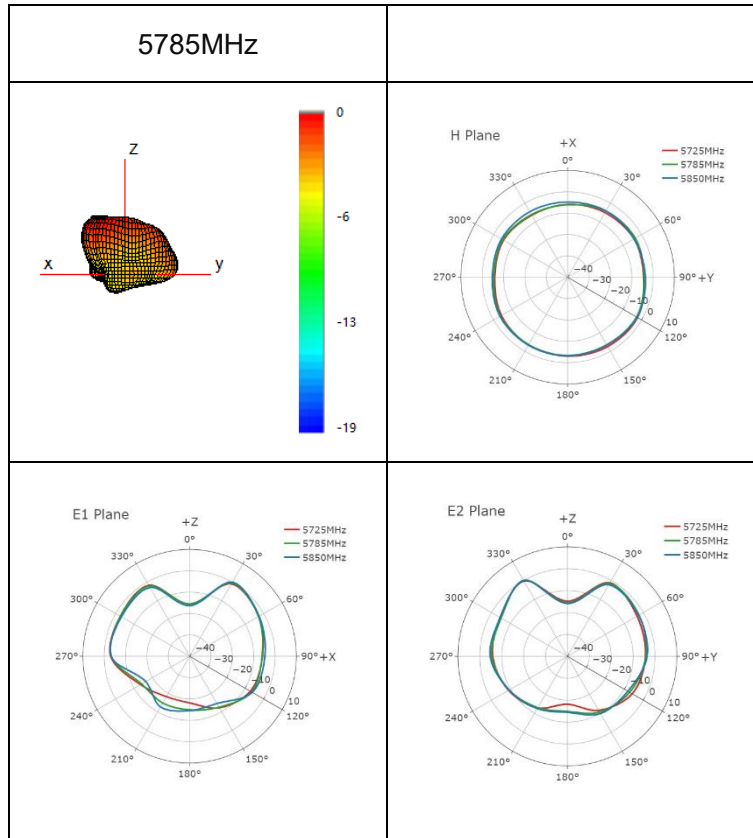 5785MHz
Z
x
y
0
-6
-13
-19
H Plane
+X
0°
30°
60°
90°+Y
120°
150°
180°
210°
240°
270°
300°
330°
−40
−30
−20
−10
0
10
5725MHz
5785MHz
5850MHz
E1 Plane
+Z
0°
30°
60°
90°+X
120°
150°
180°
210°
240°
270°
300°
330°
−40
−30
−20
−10
0
10
5725MHz
5785MHz
5850MHz
E2 Plane
+Z
0°
30°
60°
90°+Y
120°
150°
180°
210°
240°
270°
300°
330°
−40
−30
−20
−10
0
10
5725MHz
5785MHz
5850MHz